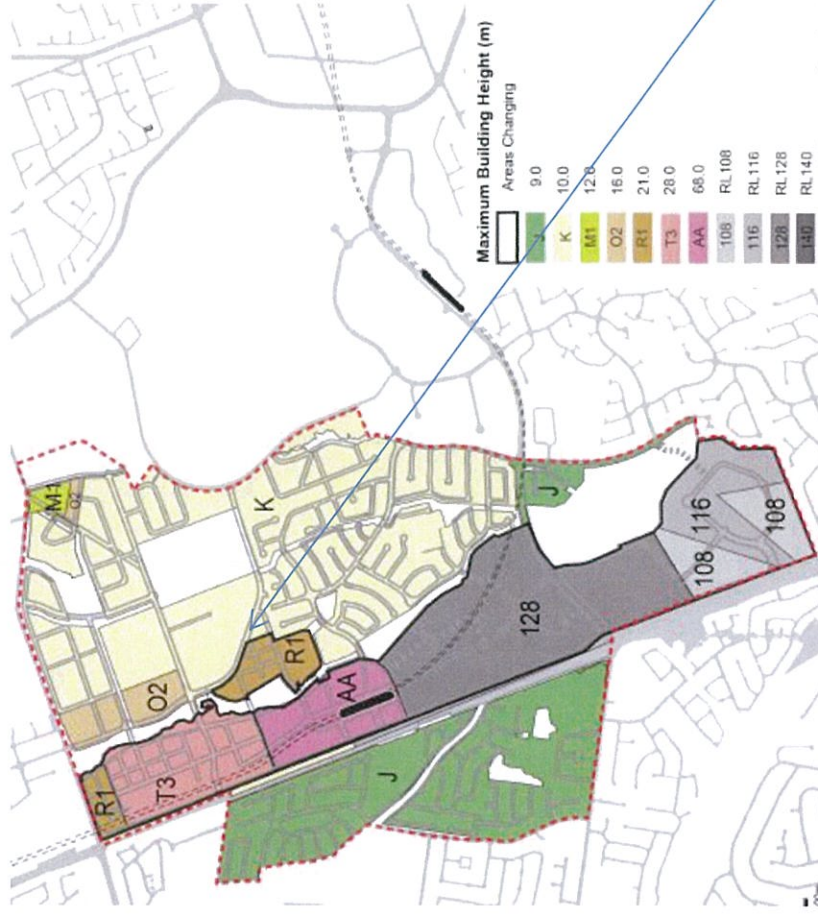 Maximum Building Height (m)
Areas Changing
J 9.0
K 10.0
M1 12.0
O2 16.0
R1 21.0
T3 28.0
AA 68.0
108 RL108
116 RL116
128 RL128
140 RL140
M1
O2
K
O2
R1
R1
T3
AA
J
J
128
116
108
108